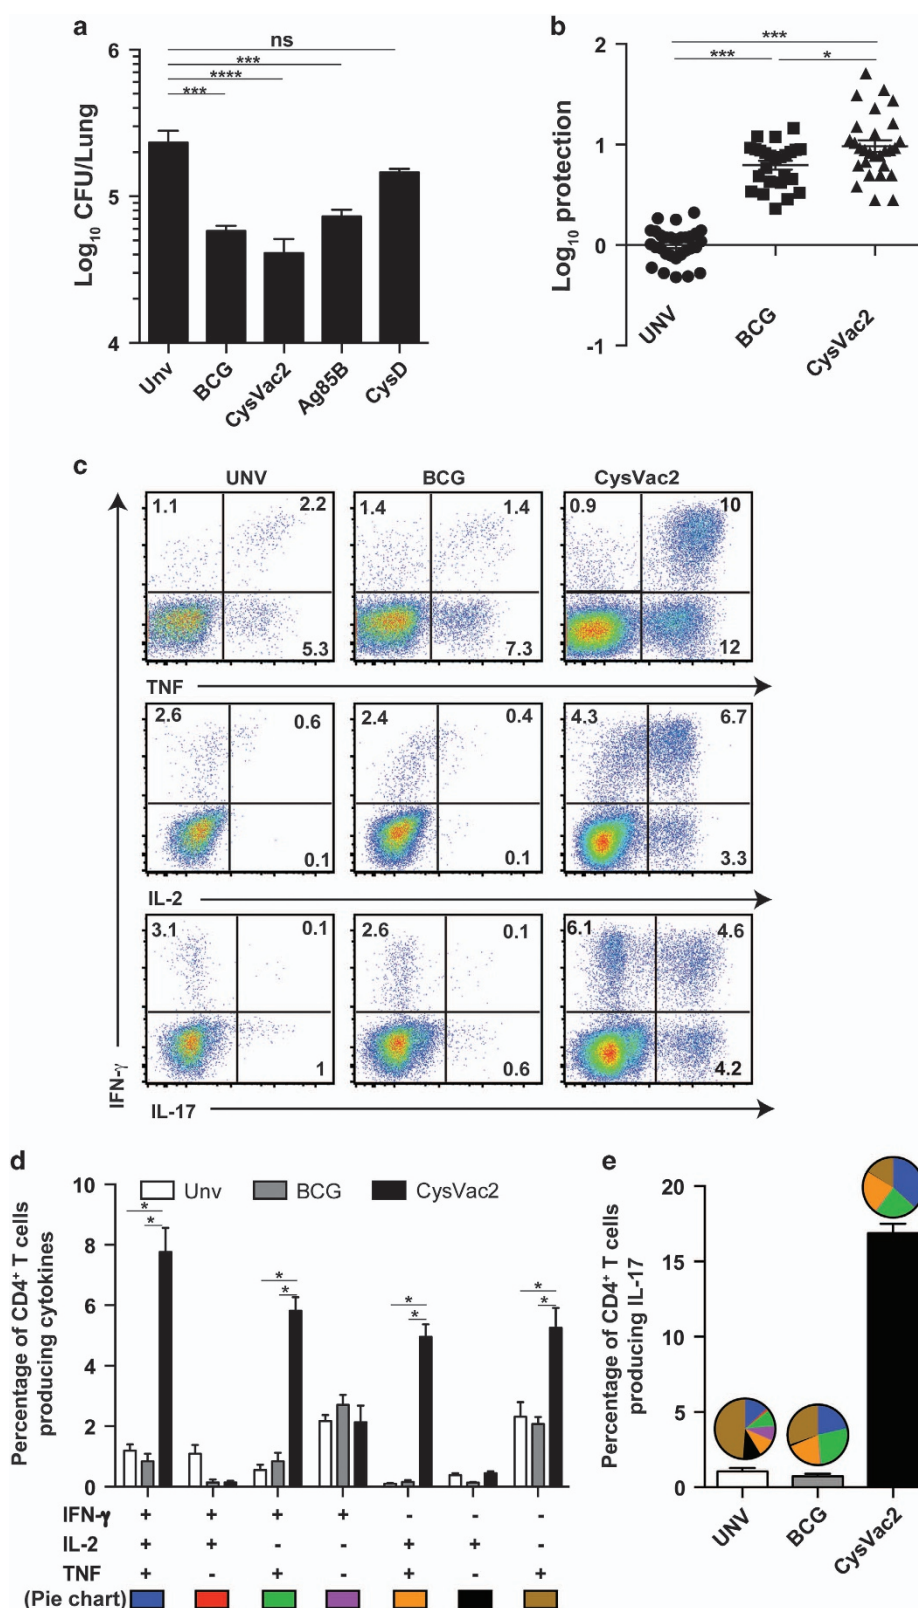 a
ns
***
****
***
Log10 CFU/Lung
6
5
4
Unv
BCG
CysVac2
Ag85B
CysD
b
***
***
*
Log10 protection
2
1
0
-1
UNV
BCG
CysVac2
c
UNV
BCG
CysVac2
1.1
2.2
1.4
1.4
0.9
10
5.3
7.3
12
TNF
2.6
0.6
2.4
0.4
4.3
6.7
0.1
0.1
3.3
IL-2
3.1
0.1
2.6
0.1
6.1
4.6
1
0.6
4.2
IFN-γ
IL-17
d
Percentage of CD4+ T cells
producing cytokines
10
8
6
4
2
0
Unv
BCG
CysVac2
*
*
*
*
*
*
*
*
IFN-γ + + + + - - -
IL-2 + + - - + + -
TNF + - + - + - +
(Pie chart)
e
Percentage of CD4+ T cells
producing IL-17
20
15
10
5
0
UNV
BCG
CysVac2